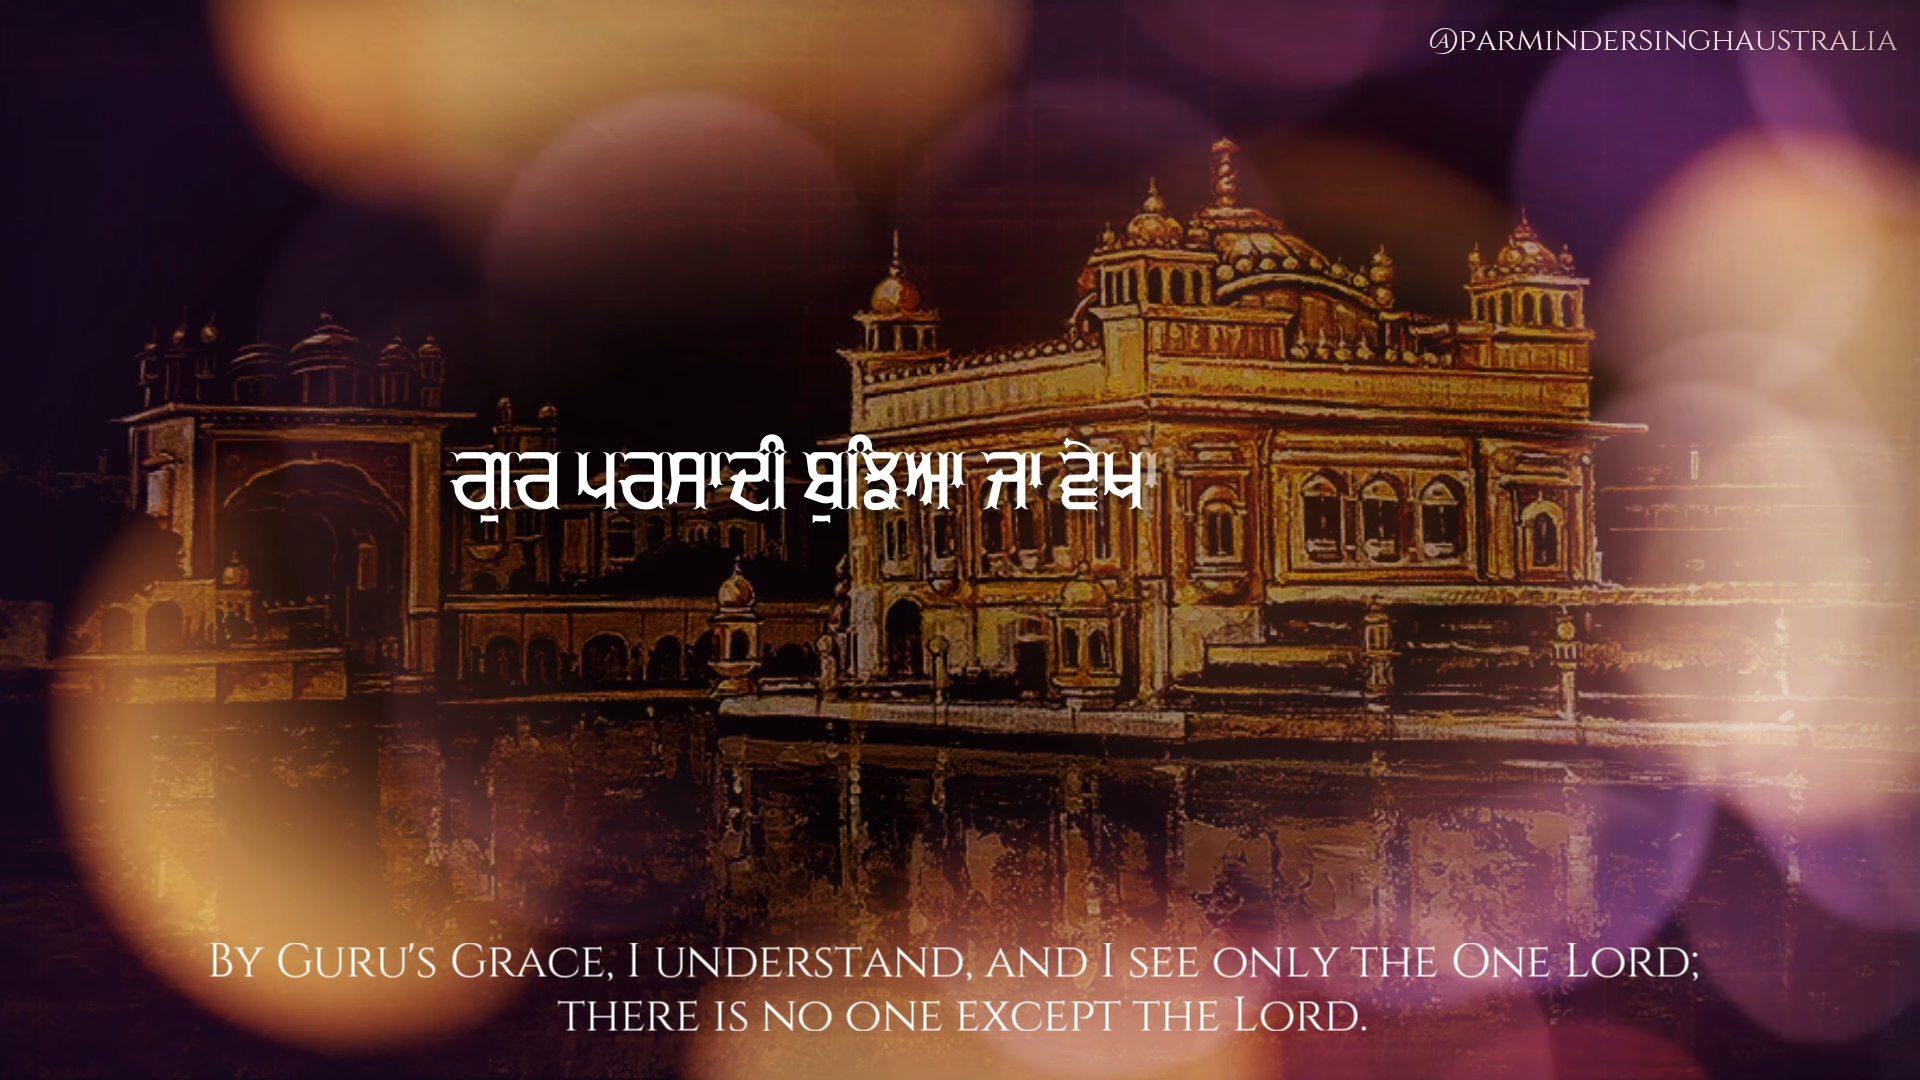 @PARMINDERSINGHAUSTRALIA
ਗੁਰ ਪਰਸਾਦੀ ਬੁਝਿਆ ਜਾ ਵੇਖਾ
By Guru's Grace, I understand, and I see only the One Lord;
there is no one except the Lord.